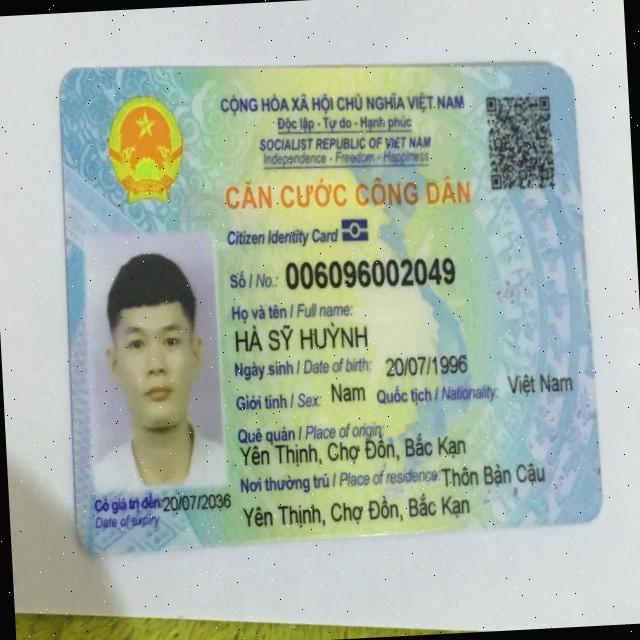 CỘNG HÒA XÃ HỘI CHỦ NGHĨA VIỆT NAM
Độc lập - Tự do - Hạnh phúc
SOCIALIST REPUBLIC OF VIET NAM
Independence - Freedom - Happiness
CĂN CƯỚC CÔNG DÂN
Citizen Identity Card
Số / No.: 006096002049
Họ và tên / Full name:
HÀ SỸ HUỲNH
Ngày sinh / Date of birth: 20/07/1996
Giới tính / Sex: Nam Quốc tịch / Nationality: Việt Nam
Quê quán / Place of origin:
Yên Thịnh, Chợ Đồn, Bắc Kạn
Nơi thường trú / Place of residence: Thôn Bản Cậu
Yên Thịnh, Chợ Đồn, Bắc Kạn
Có giá trị đến: 20/07/2036
Date of expiry